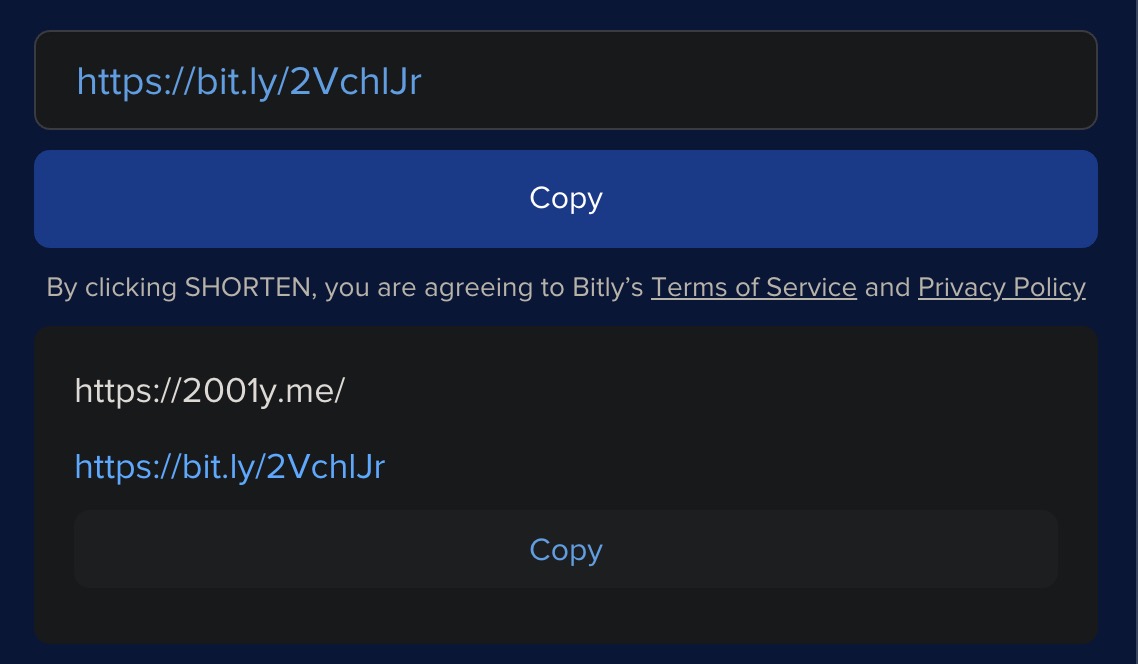 https://bit.ly/2VchlJr
Copy
By clicking SHORTEN, you are agreeing to Bitly’s Terms of Service and Privacy Policy
https://2001y.me/
https://bit.ly/2VchlJr
Copy